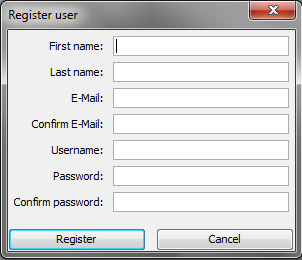 Register user
First name:
Last name:
E-Mail:
Confirm E-Mail:
Username:
Password:
Confirm password:
Register Cancel